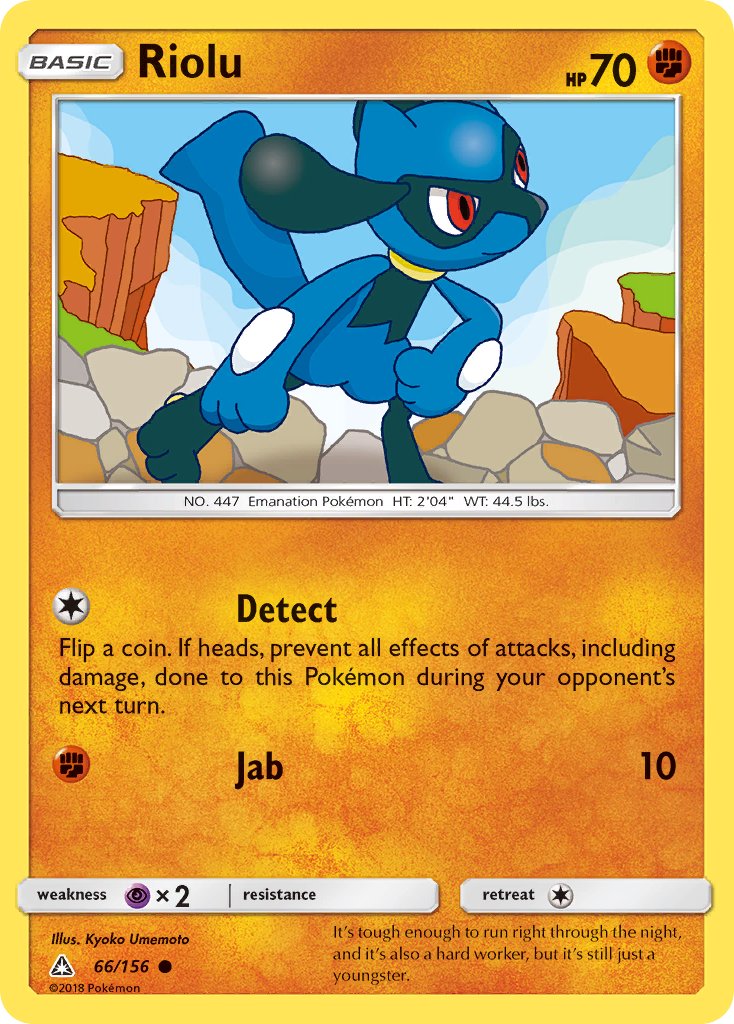 BASIC Riolu HP 70
NO. 447 Emanation Pokémon HT: 2'04" WT: 44.5 lbs.
Detect
Flip a coin. If heads, prevent all effects of attacks, including
damage, done to this Pokémon during your opponent's
next turn.
Jab 10
weakness × 2 resistance retreat
Illus. Kyoko Umemoto
66/156
©2018 Pokémon
It's tough enough to run right through the night,
and it's also a hard worker, but it's still just a
youngster.